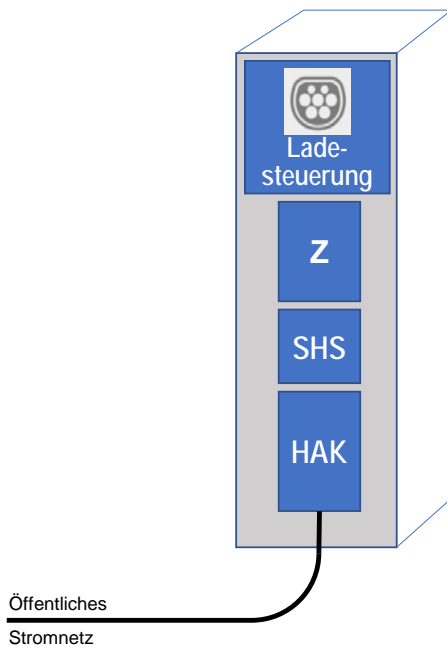 Lade-
steuerung
Z
SHS
HAK
Öffentliches
Stromnetz